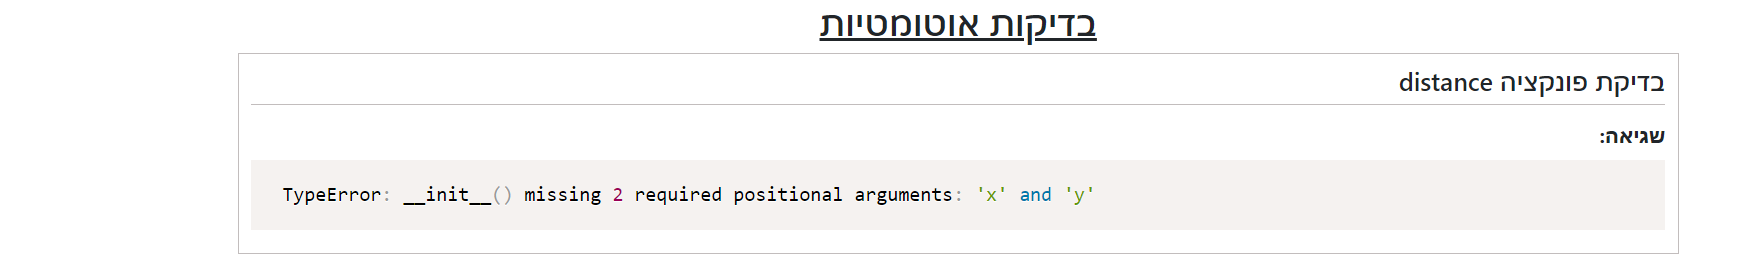 בדיקות אוטומטיות
בדיקת פונקציה distance
שגיאה:
TypeError: __init__() missing 2 required positional arguments: 'x' and 'y'